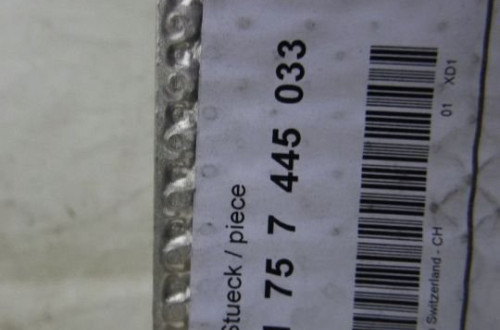 Stueck / piece
75 7 445 033
Switzerland - CH
01 XD1